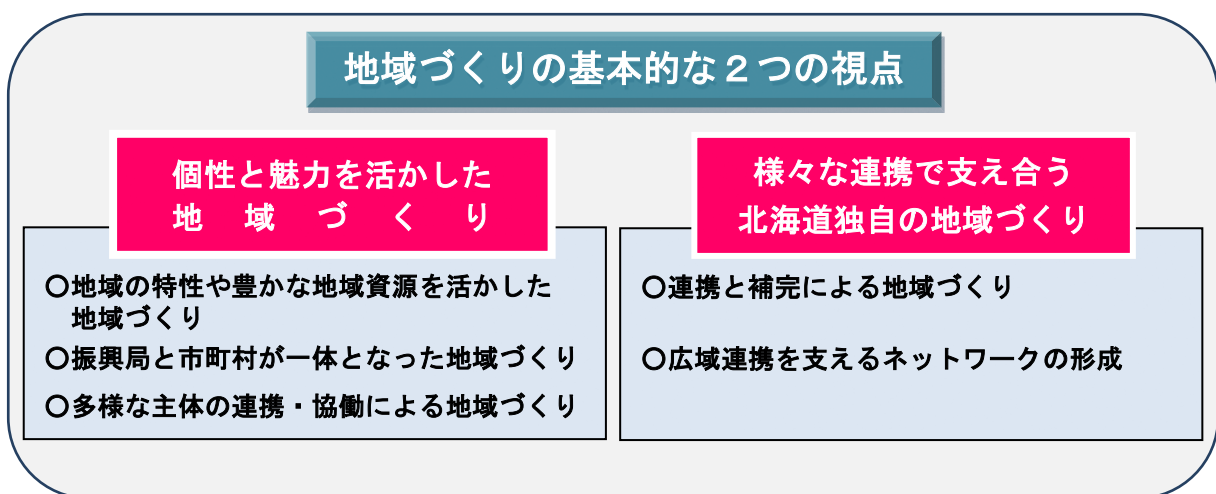 地域づくりの基本的な２つの視点
個性と魅力を活かした
地域づくり
〇地域の特性や豊かな地域資源を活かした
地域づくり
〇振興局と市町村が一体となった地域づくり
〇多様な主体の連携・協働による地域づくり
様々な連携で支え合う
北海道独自の地域づくり
〇連携と補完による地域づくり
〇広域連携を支えるネットワークの形成